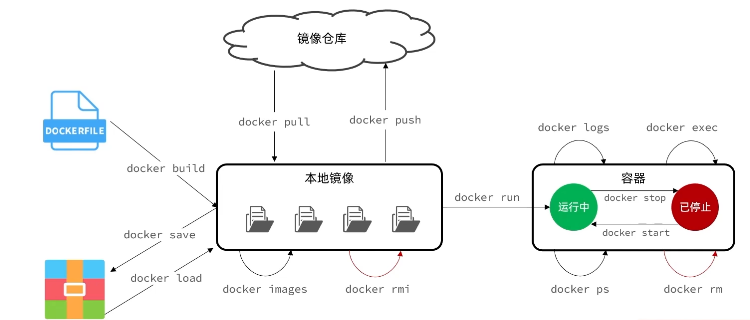 镜像仓库
docker pull
docker push
DOCKERFILE
docker build
本地镜像
docker save
docker load
docker images
docker rmi
docker run
docker logs
docker exec
容器
运行中
docker stop
已停止
docker start
docker ps
docker rm